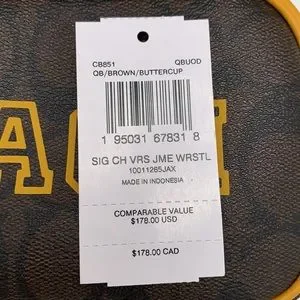 CB851 QBUOD
QB/BROWN/BUTTERCUP
1 95031 67831 8
SIG CH VRS JME WRSTL
10011265JAX
MADE IN INDONESIA
COMPARABLE VALUE
$178.00 USD
$178.00 CAD